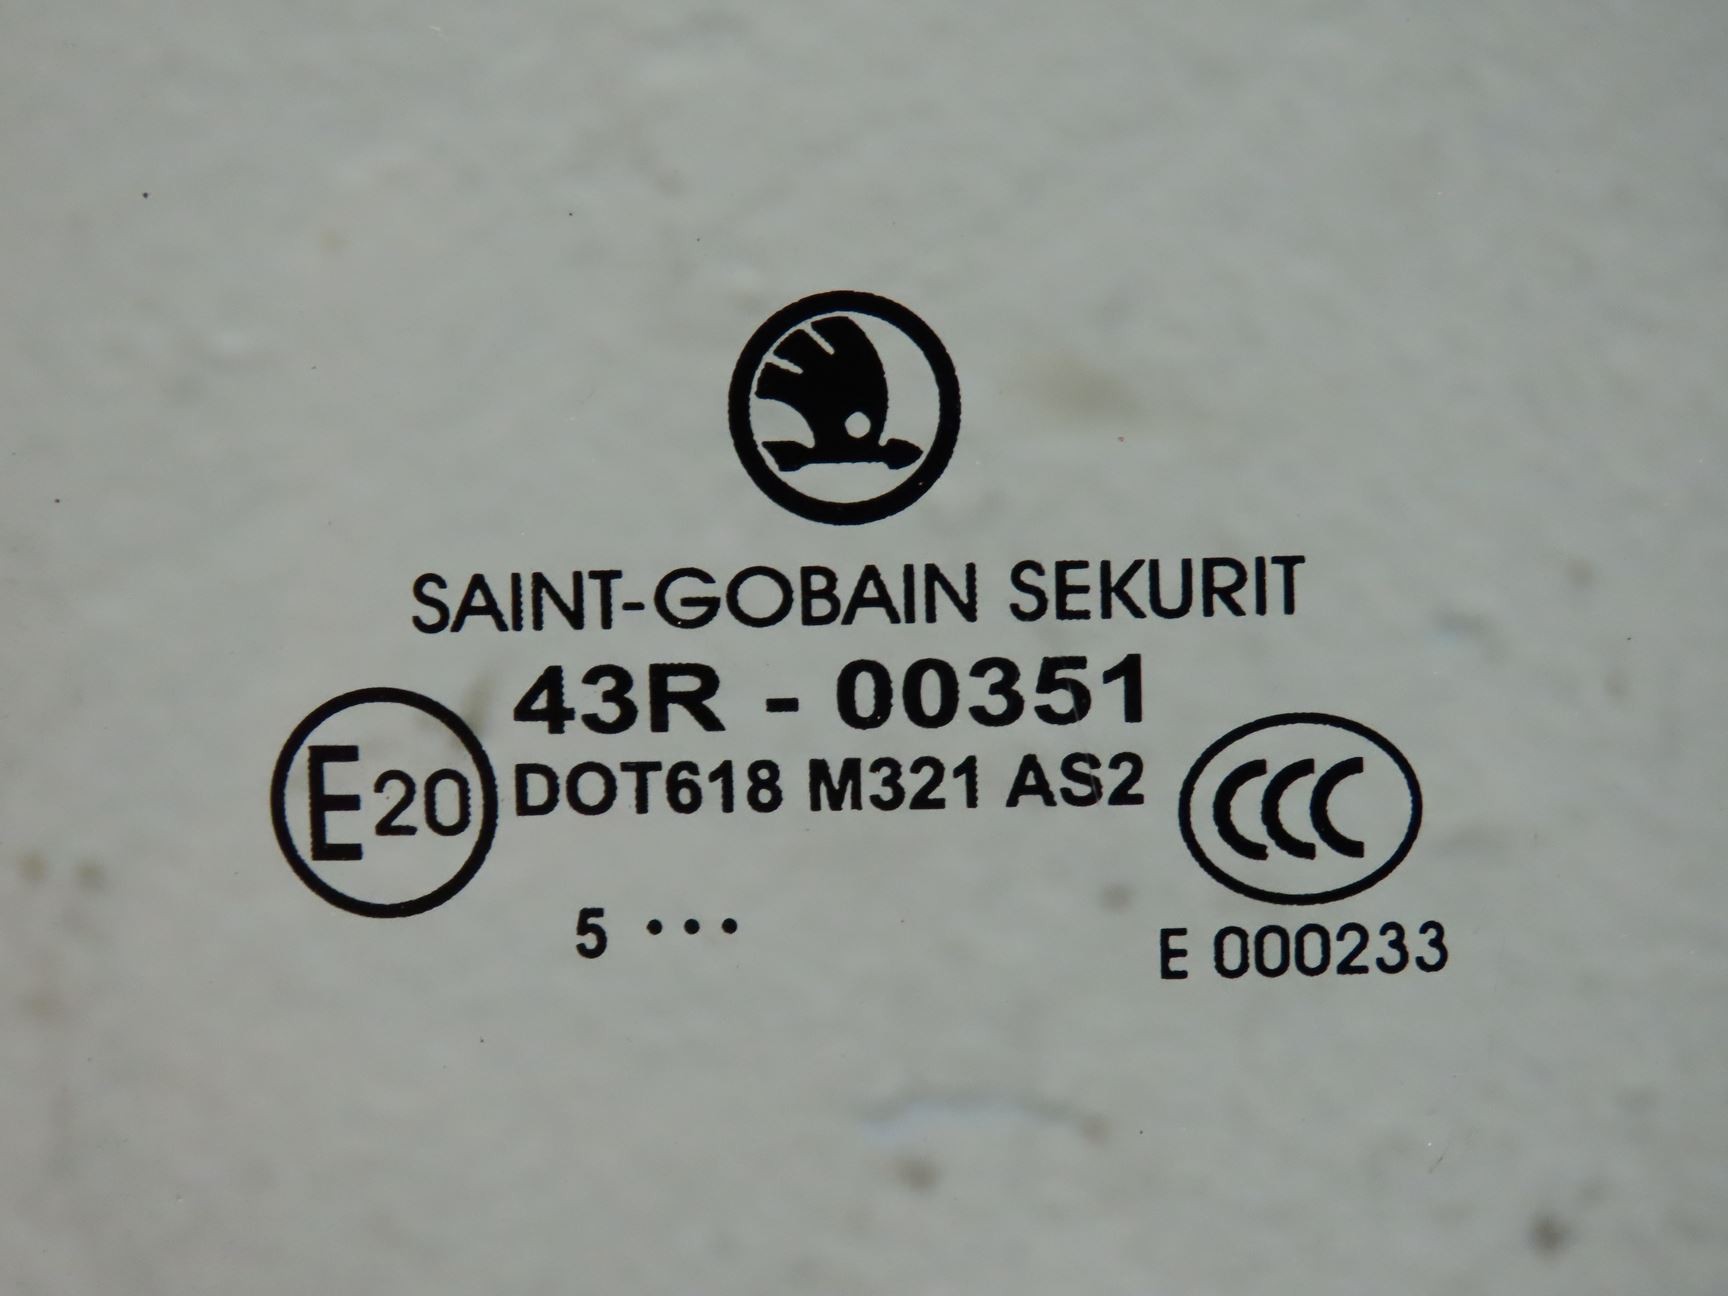 SAINT-GOBAIN SEKURIT
43R - 00351
E20
DOT618 M321 AS2
CCC
5 •••
E 000233